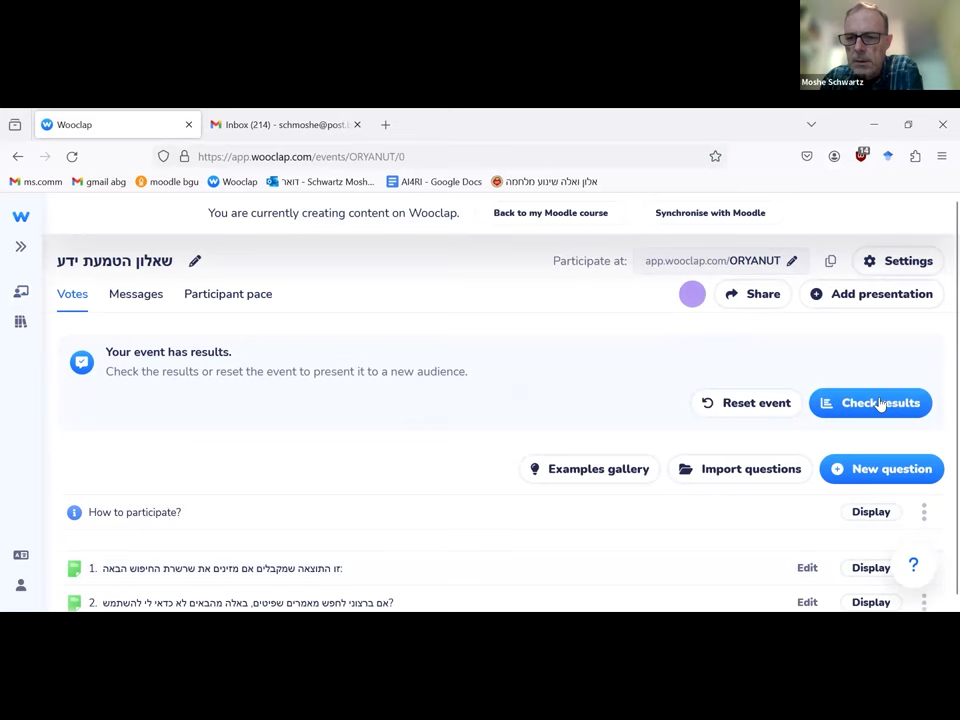 Moshe Schwartz
Wooclap
Inbox (214) - schmoshe@post.
https://app.wooclap.com/events/ORYANUT/0
14
ms.comm
gmail abg
moodle bgu
Wooclap
דואר - Schwartz Mosh...
AI4RI - Google Docs
אלון ואלה שינוע מלחמה
You are currently creating content on Wooclap.
Back to my Moodle course
Synchronise with Moodle
שאלון הטמעת ידע
Participate at:
app.wooclap.com/ORYANUT
Settings
Votes
Messages
Participant pace
Share
Add presentation
Your event has results.
Check the results or reset the event to present it to a new audience.
Reset event
Check results
Examples gallery
Import questions
New question
How to participate?
Display
1. זו התוצאה שמקבלים אם מזינים את שרשרת החיפוש הבאה:
Edit
Display
2. אם ברצוני לחפש מאמרים שפיטים, באלה מהבאים לא כדאי לי להשתמש?
Edit
Display